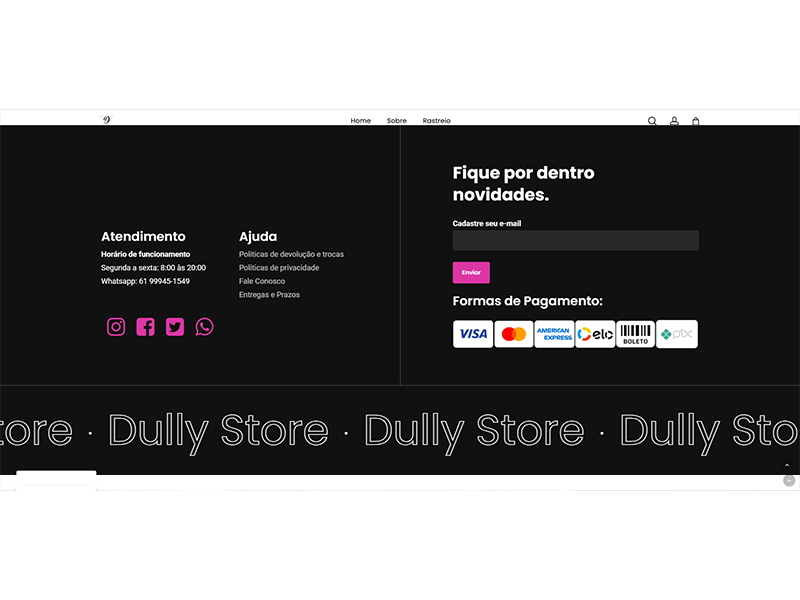 Home Sobre Rastreio
Atendimento
Horário de funcionamento
Segunda a sexta: 8:00 às 20:00
Whatsapp: 61 99945-1549
Ajuda
Políticas de devolução e trocas
Políticas de privacidade
Fale Conosco
Entregas e Prazos
Fique por dentro
novidades.
Cadastre seu e-mail
Enviar
Formas de Pagamento:
VISA
AMERICAN
EXPRESS
elo
BOLETO
pix
tore · Dully Store · Dully Store · Dully Sto